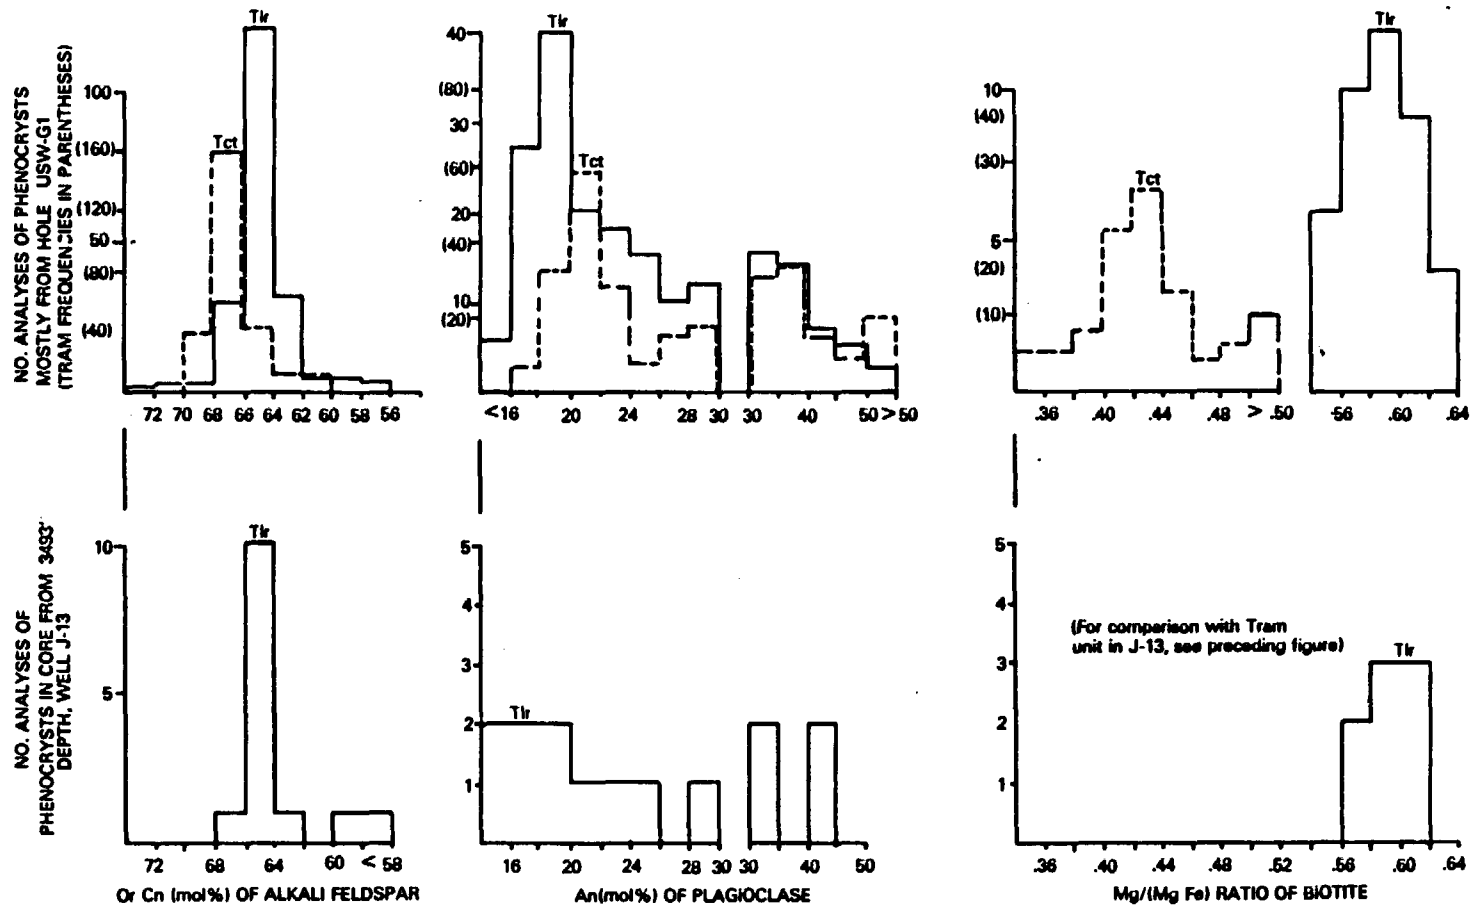 NO. ANALYSES OF PHENOCRYSTS
MOSTLY FROM HOLE USW-G1
(TRAM FREQUENCIES IN PARENTHESES)
100
(160)
(120)
50
(80)
(40)
Tlr
Tct
72 70 68 66 64 62 60 58 56
40
(80)
30
(60)
20
(40)
10
(20)
Tlr
Tct
<16 20 24 28 30 30 40 50 >50
10
(40)
(30)
5
(20)
(10)
Tct
Tlr
.36 .40 .44 .48 > .50 .56 .60 .64
NO. ANALYSES OF
PHENOCRYSTS IN CORE FROM 3493'
DEPTH, WELL J-13
10
5
Tlr
72 68 64 60 < 58
Or Cn (mol%) OF ALKALI FELDSPAR
5
4
3
2
1
Tlr
16 20 24 28 30 30 40 50
An(mol%) OF PLAGIOCLASE
5
4
3
2
1
(For comparison with Tram
unit in J-13, see preceding figure)
Tlr
.36 .40 .44 .48 .52 .56 .60 .64
Mg/(Mg Fe) RATIO OF BIOTITE